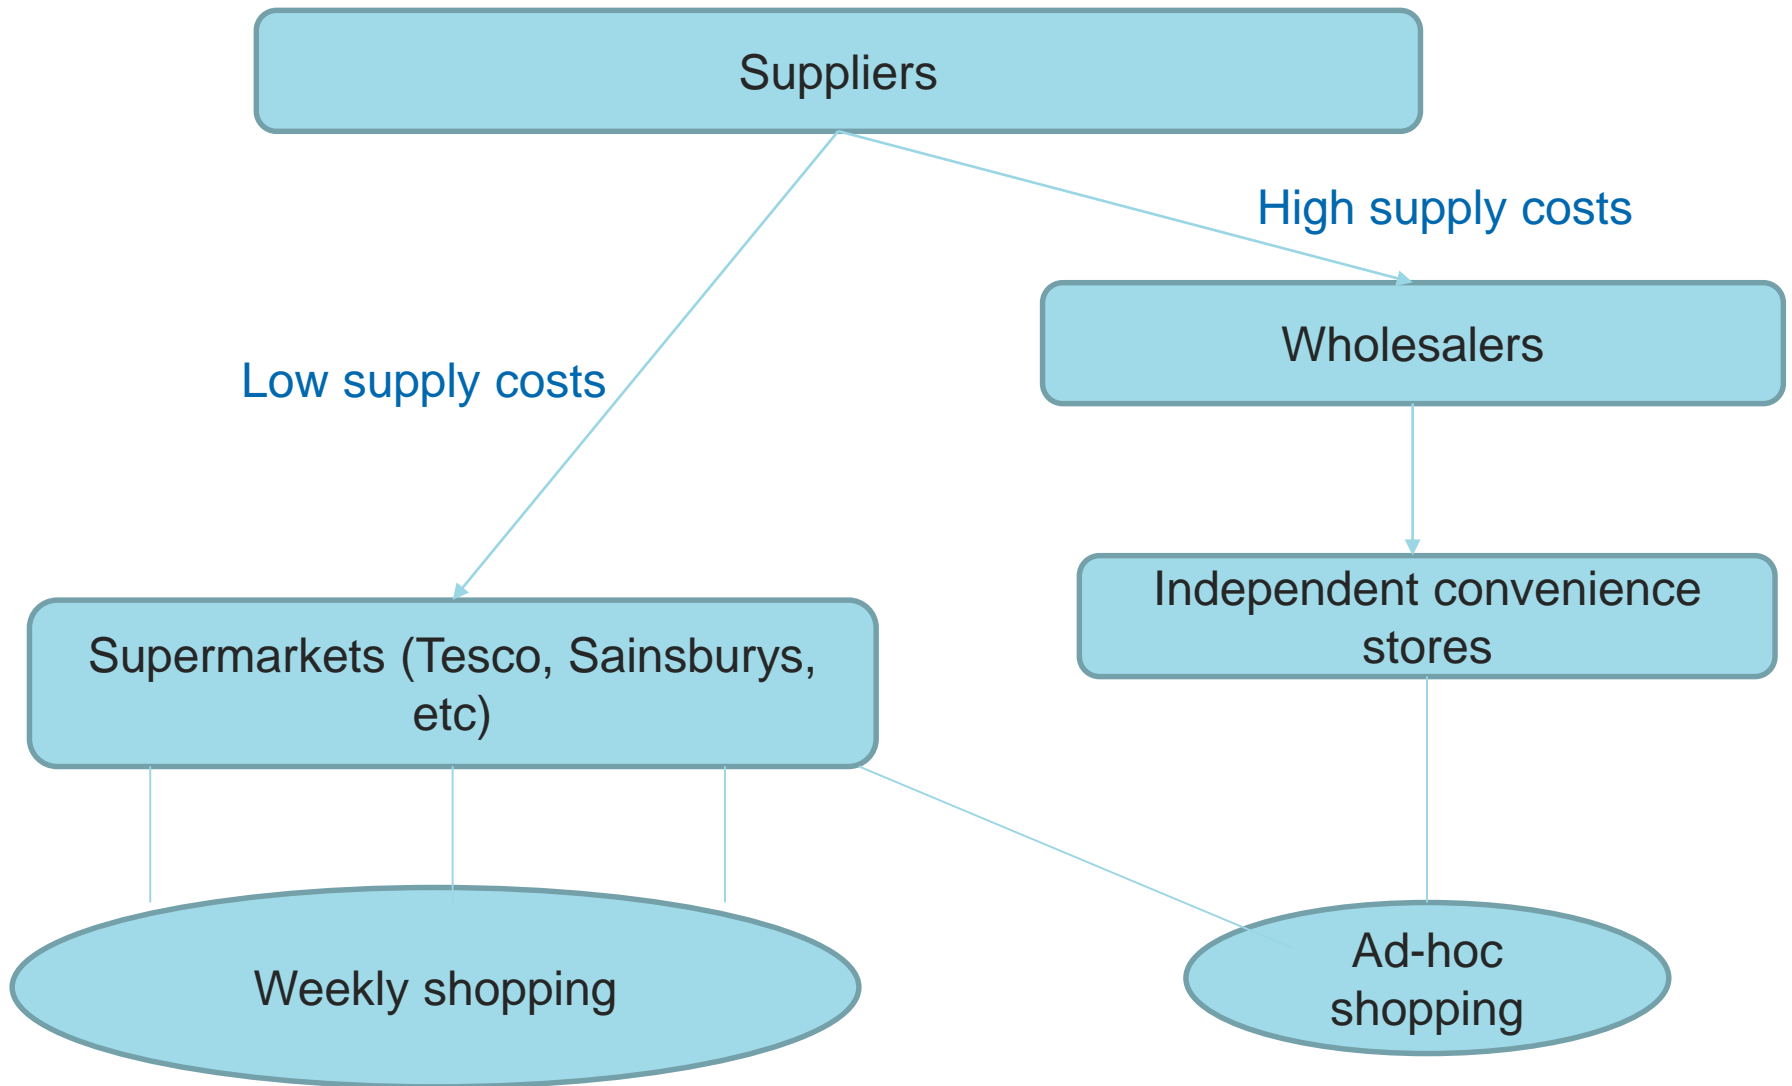 Suppliers
High supply costs
Wholesalers
Low supply costs
Independent convenience
stores
Supermarkets (Tesco, Sainsburys,
etc)
Weekly shopping
Ad-hoc
shopping